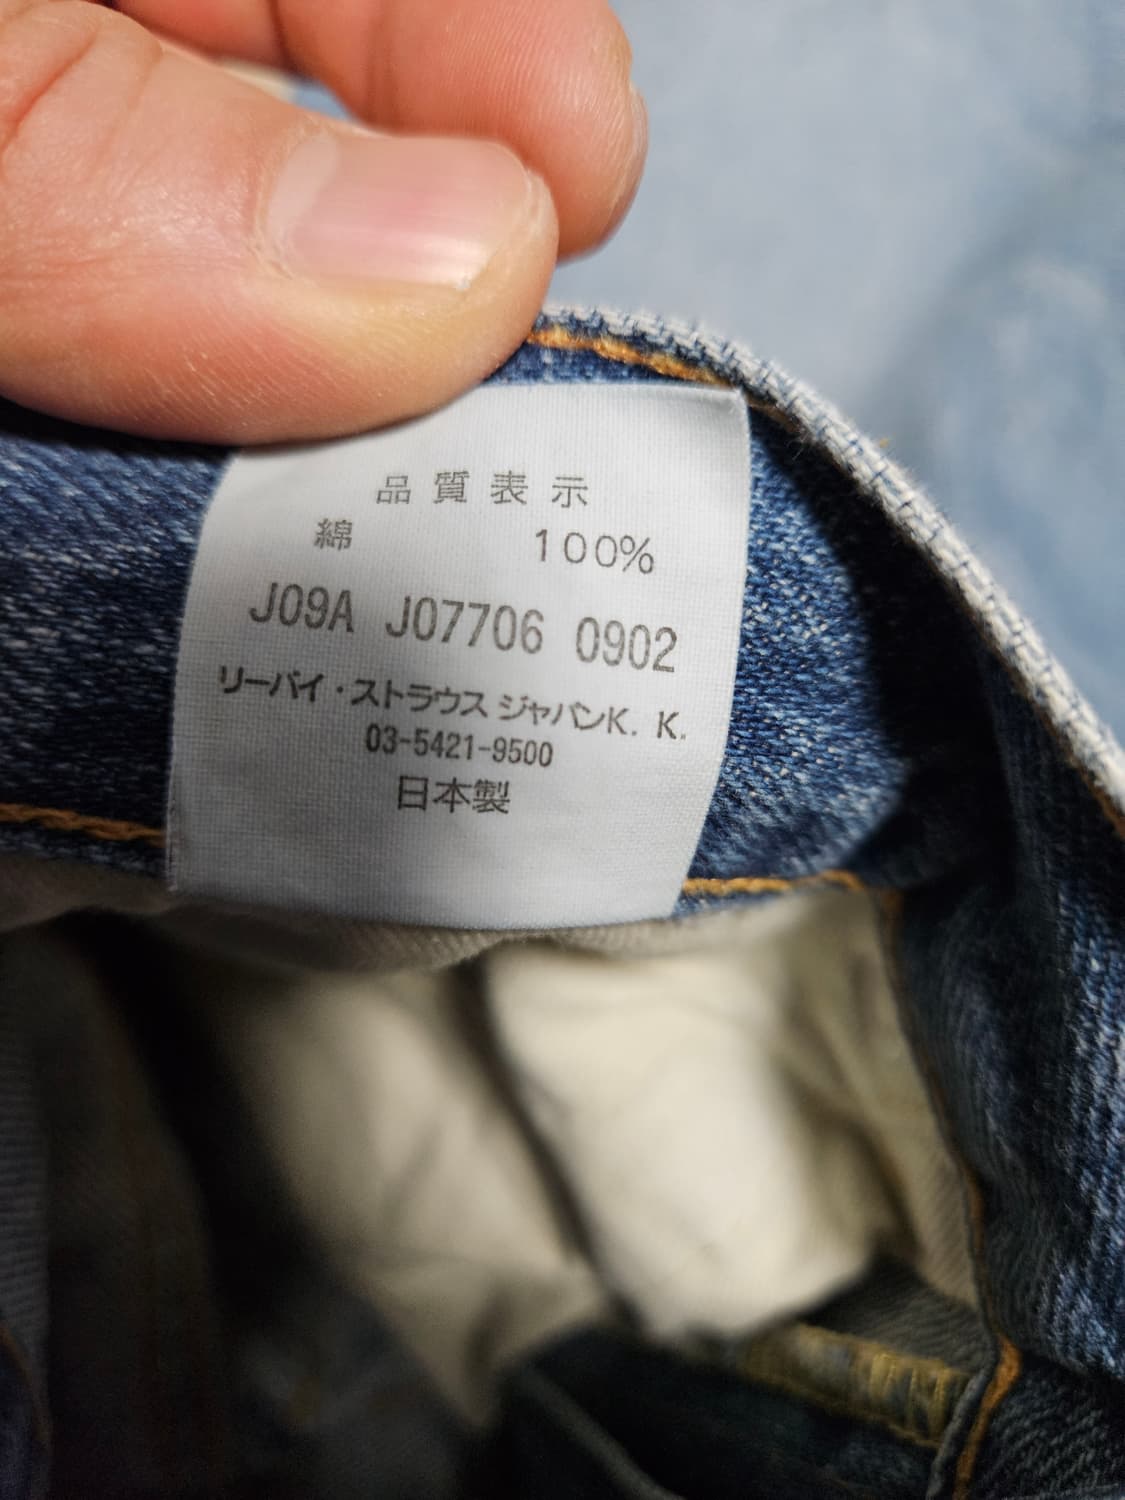 品質表示
綿 100%
J09A J07706 0902
リーバイ・ストラウス ジャパンK. K.
03-5421-9500
日本製